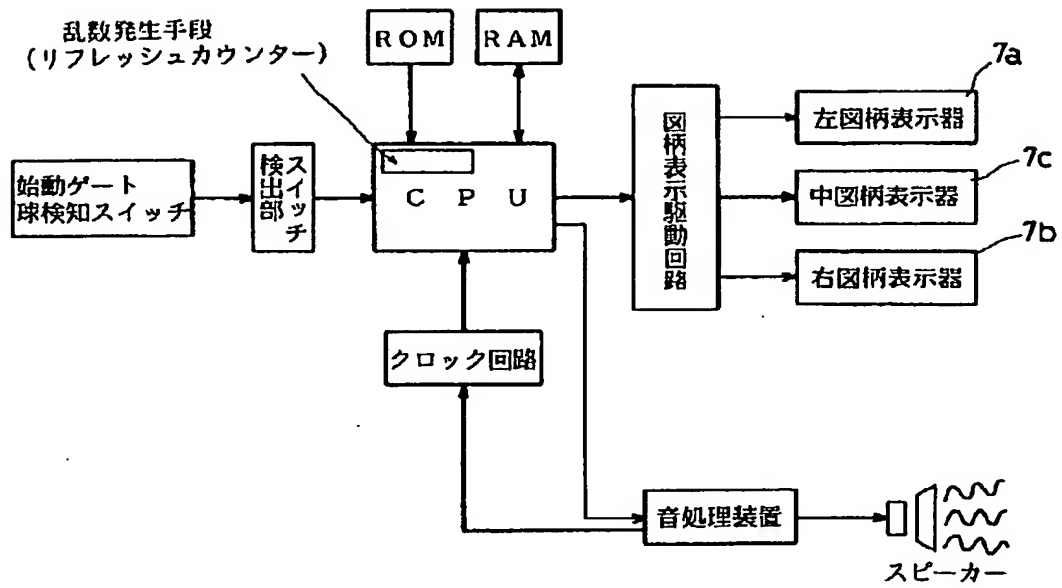 乱数発生手段
(リフレッシュカウンター)
ROM
RAM
7a
左図柄表示器
7c
中図柄表示器
7b
右図柄表示器
図柄表示駆動回路
始動ゲート
球検知スイッチ
スイッチ
検出部
CPU
クロック回路
音処理装置
スピーカー